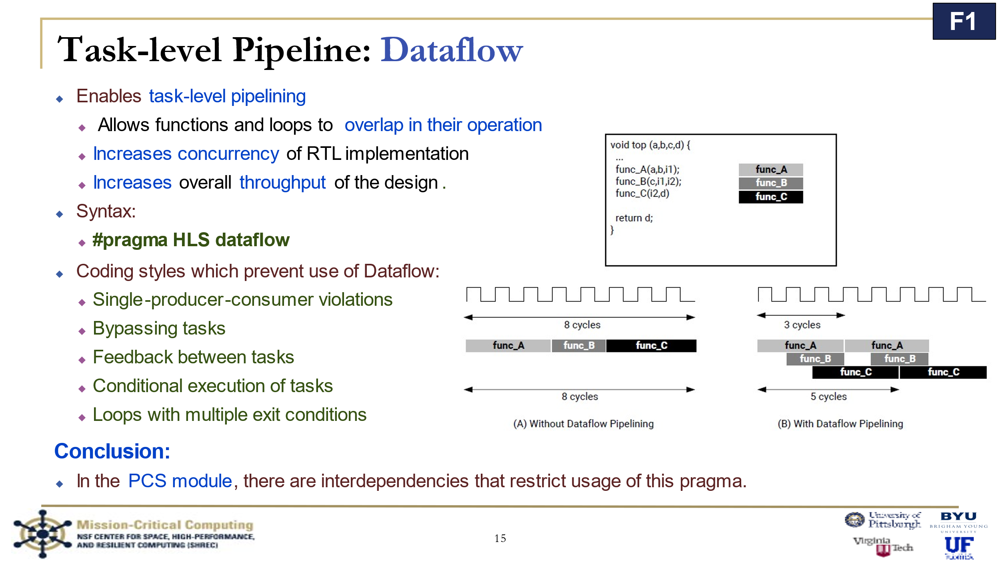 F1
Task-level Pipeline: Dataflow
Enables task-level pipelining
Allows functions and loops to overlap in their operation
Increases concurrency of RTL implementation
Increases overall throughput of the design.
Syntax:
#pragma HLS dataflow
Coding styles which prevent use of Dataflow:
Single-producer-consumer violations
Bypassing tasks
Feedback between tasks
Conditional execution of tasks
Loops with multiple exit conditions
void top (a,b,c,d) {
...
func_A(a,b,i1);
func_B(c,i1,i2);
func_C(i2,d)
return d;
}
func_A
func_B
func_C
8 cycles
func_A func_B func_C
8 cycles
(A) Without Dataflow Pipelining
3 cycles
func_A func_A
func_B func_B
func_C func_C
5 cycles
(B) With Dataflow Pipelining
Conclusion:
In the PCS module, there are interdependencies that restrict usage of this pragma.
Mission-Critical Computing
NSF CENTER FOR SPACE, HIGH-PERFORMANCE,
AND RESILIENT COMPUTING (SHREC)
15
University of
Pittsburgh
BYU
BRIGHAM YOUNG
UNIVERSITY
Virginia
Tech
UF